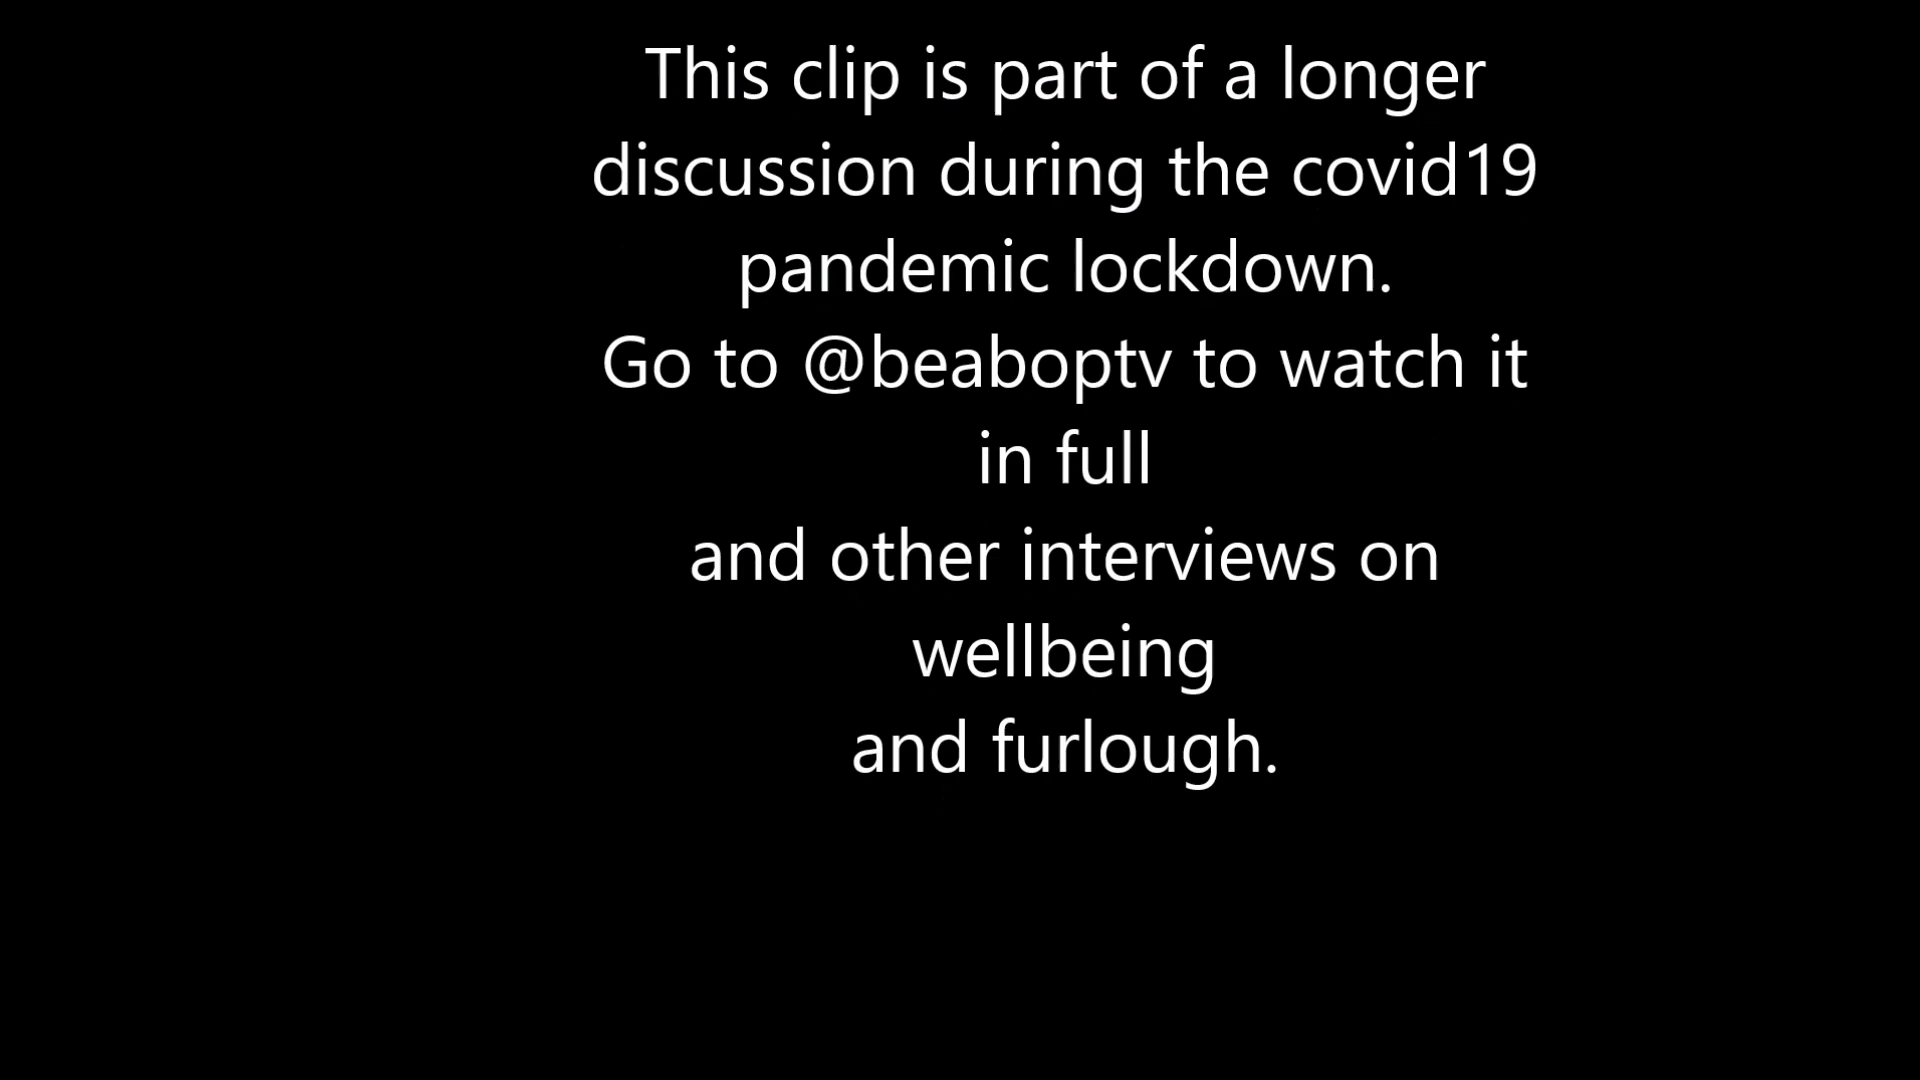 This clip is part of a longer
discussion during the covid19
pandemic lockdown.
Go to @beaboptv to watch it
in full
and other interviews on
wellbeing
and furlough.